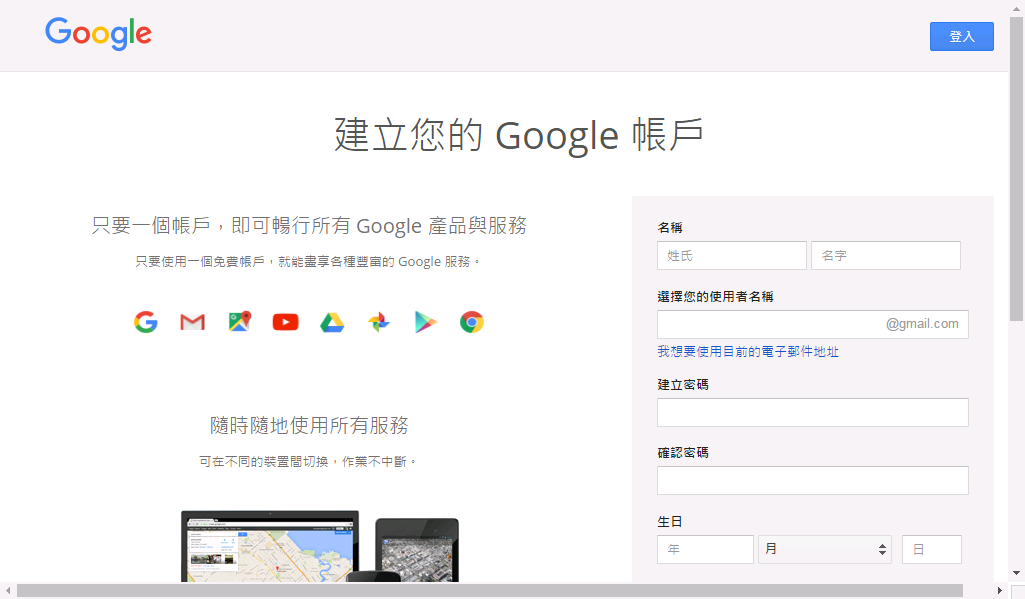 Google
登入
建立您的 Google 帳戶
只要一個帳戶，即可暢行所有 Google 產品與服務
只要使用一個免費帳戶，就能盡享各種豐富的 Google 服務。
隨時隨地使用所有服務
可在不同的裝置間切換，作業不中斷。
名稱
姓氏 名字
選擇您的使用者名稱
@gmail.com
我想要使用目前的電子郵件地址
建立密碼
確認密碼
生日
年 月 日